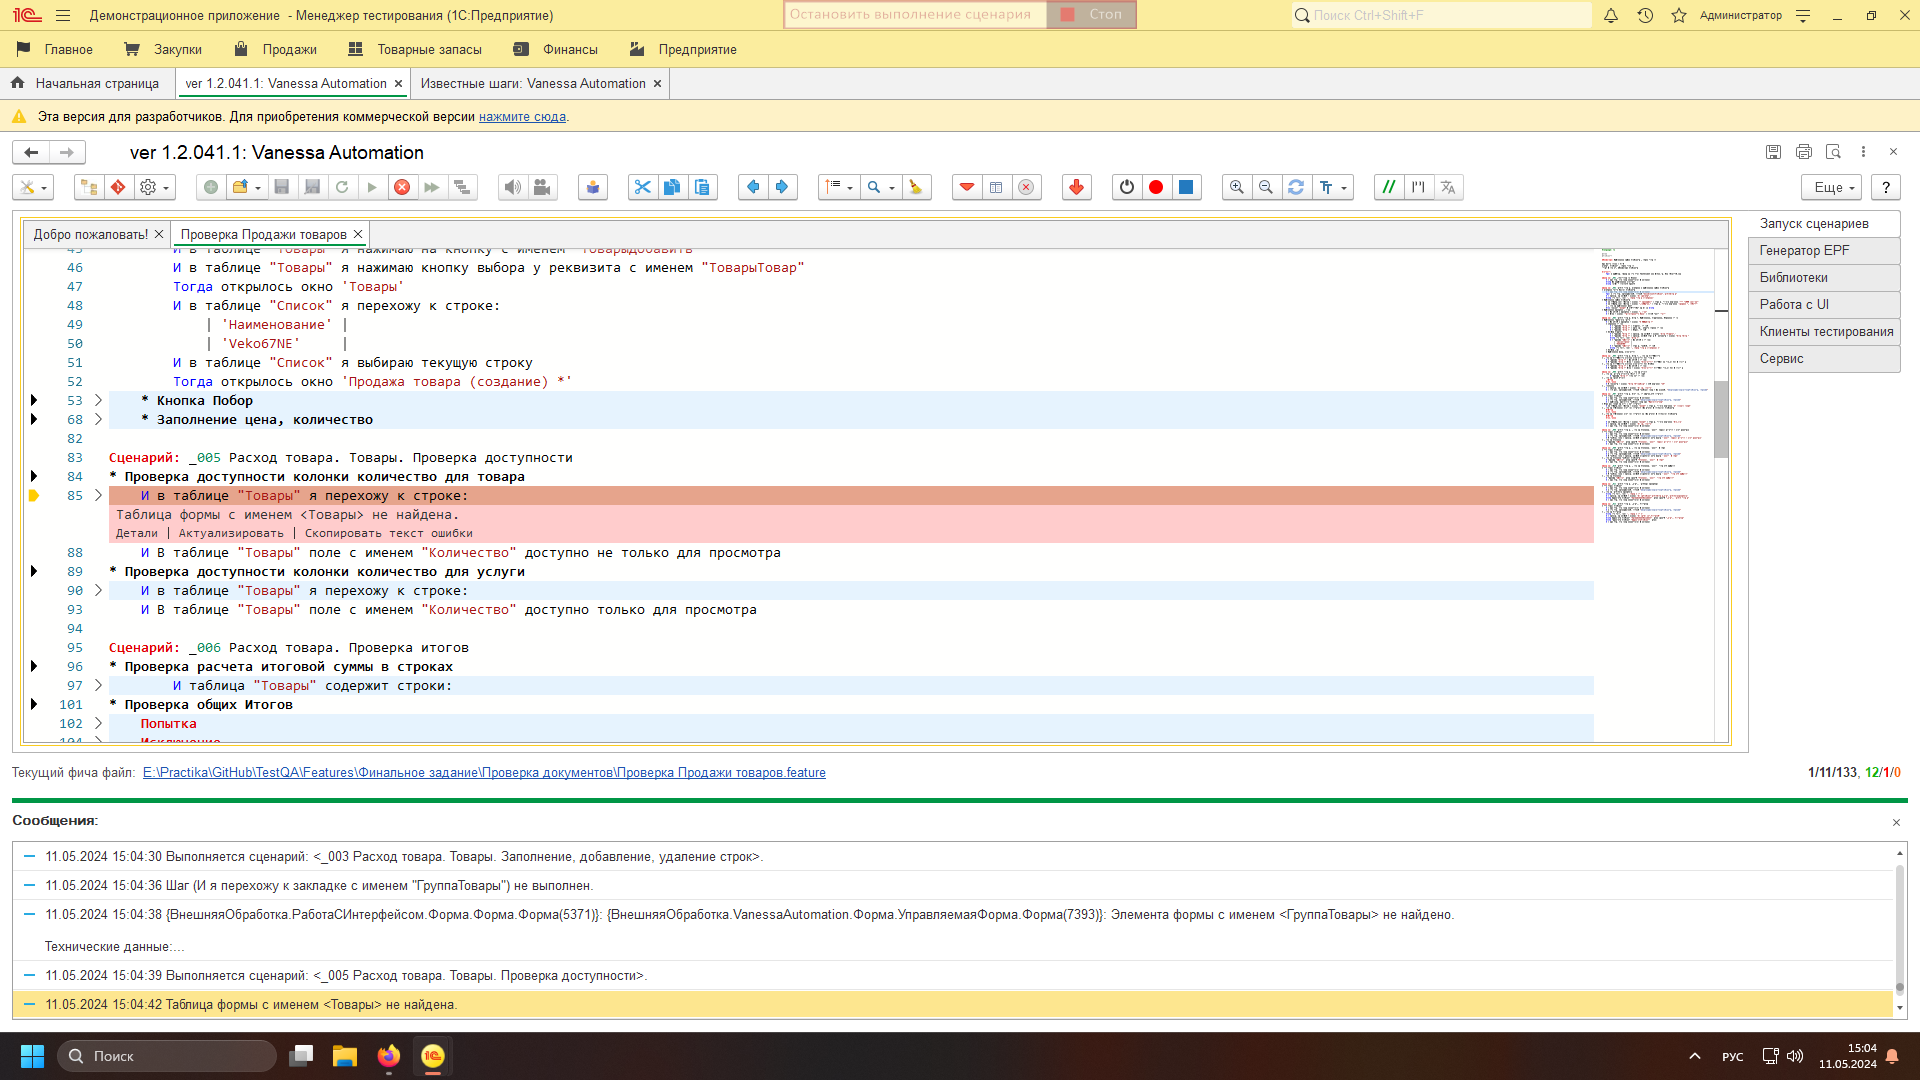 Демонстрационное приложение - Менеджер тестирования (1С:Предприятие)
Остановить выполнение сценария
Стоп
Поиск Ctrl+Shift+F
Администратор
Главное
Закупки
Продажи
Товарные запасы
Финансы
Предприятие
Начальная страница
ver 1.2.041.1: Vanessa Automation
Известные шаги: Vanessa Automation
Эта версия для разработчиков. Для приобретения коммерческой версии нажмите сюда.
ver 1.2.041.1: Vanessa Automation
Еще
?
Добро пожаловать!
Проверка Продажи товаров
45 И в таблице "Товары" я нажимаю на кнопку с именем "ТоварыДобавить"
46 И в таблице "Товары" я нажимаю кнопку выбора у реквизита с именем "ТоварыТовар"
47 Тогда открылось окно 'Товары'
48 И в таблице "Список" я перехожу к строке:
49 | 'Наименование' |
50 | 'Veko67NE' |
51 И в таблице "Список" я выбираю текущую строку
52 Тогда открылось окно 'Продажа товара (создание) *'
53 * Кнопка Побор
68 * Заполнение цена, количество
82
83 Сценарий: _005 Расход товара. Товары. Проверка доступности
84 * Проверка доступности колонки количество для товара
85 И в таблице "Товары" я перехожу к строке:
Таблица формы с именем <Товары> не найдена.
Детали | Актуализировать | Скопировать текст ошибки
88 И В таблице "Товары" поле с именем "Количество" доступно не только для просмотра
89 * Проверка доступности колонки количество для услуги
90 И в таблице "Товары" я перехожу к строке:
93 И В таблице "Товары" поле с именем "Количество" доступно только для просмотра
94
95 Сценарий: _006 Расход товара. Проверка итогов
96 * Проверка расчета итоговой суммы в строках
97 И таблица "Товары" содержит строки:
101 * Проверка общих Итогов
102 Попытка
104 Исключение
Запуск сценариев
Генератор EPF
Библиотеки
Работа с UI
Клиенты тестирования
Сервис
Текущий фича файл: E:\Practika\GitHub\TestQA\Features\Финальное задание\Проверка документов\Проверка Продажи товаров.feature
1/11/133, 12/1/0
Сообщения:
11.05.2024 15:04:30 Выполняется сценарий: <_003 Расход товара. Товары. Заполнение, добавление, удаление строк>.
11.05.2024 15:04:36 Шаг (И я перехожу к закладке с именем "ГруппаТовары") не выполнен.
11.05.2024 15:04:38 {ВнешняяОбработка.РаботаСИнтерфейсом.Форма.Форма.Форма(5371)}: {ВнешняяОбработка.VanessaAutomation.Форма.УправляемаяФорма.Форма(7393)}: Элемента формы с именем <ГруппаТовары> не найдено.
Технические данные:...
11.05.2024 15:04:39 Выполняется сценарий: <_005 Расход товара. Товары. Проверка доступности>.
11.05.2024 15:04:42 Таблица формы с именем <Товары> не найдена.
Поиск
РУС
15:04
11.05.2024